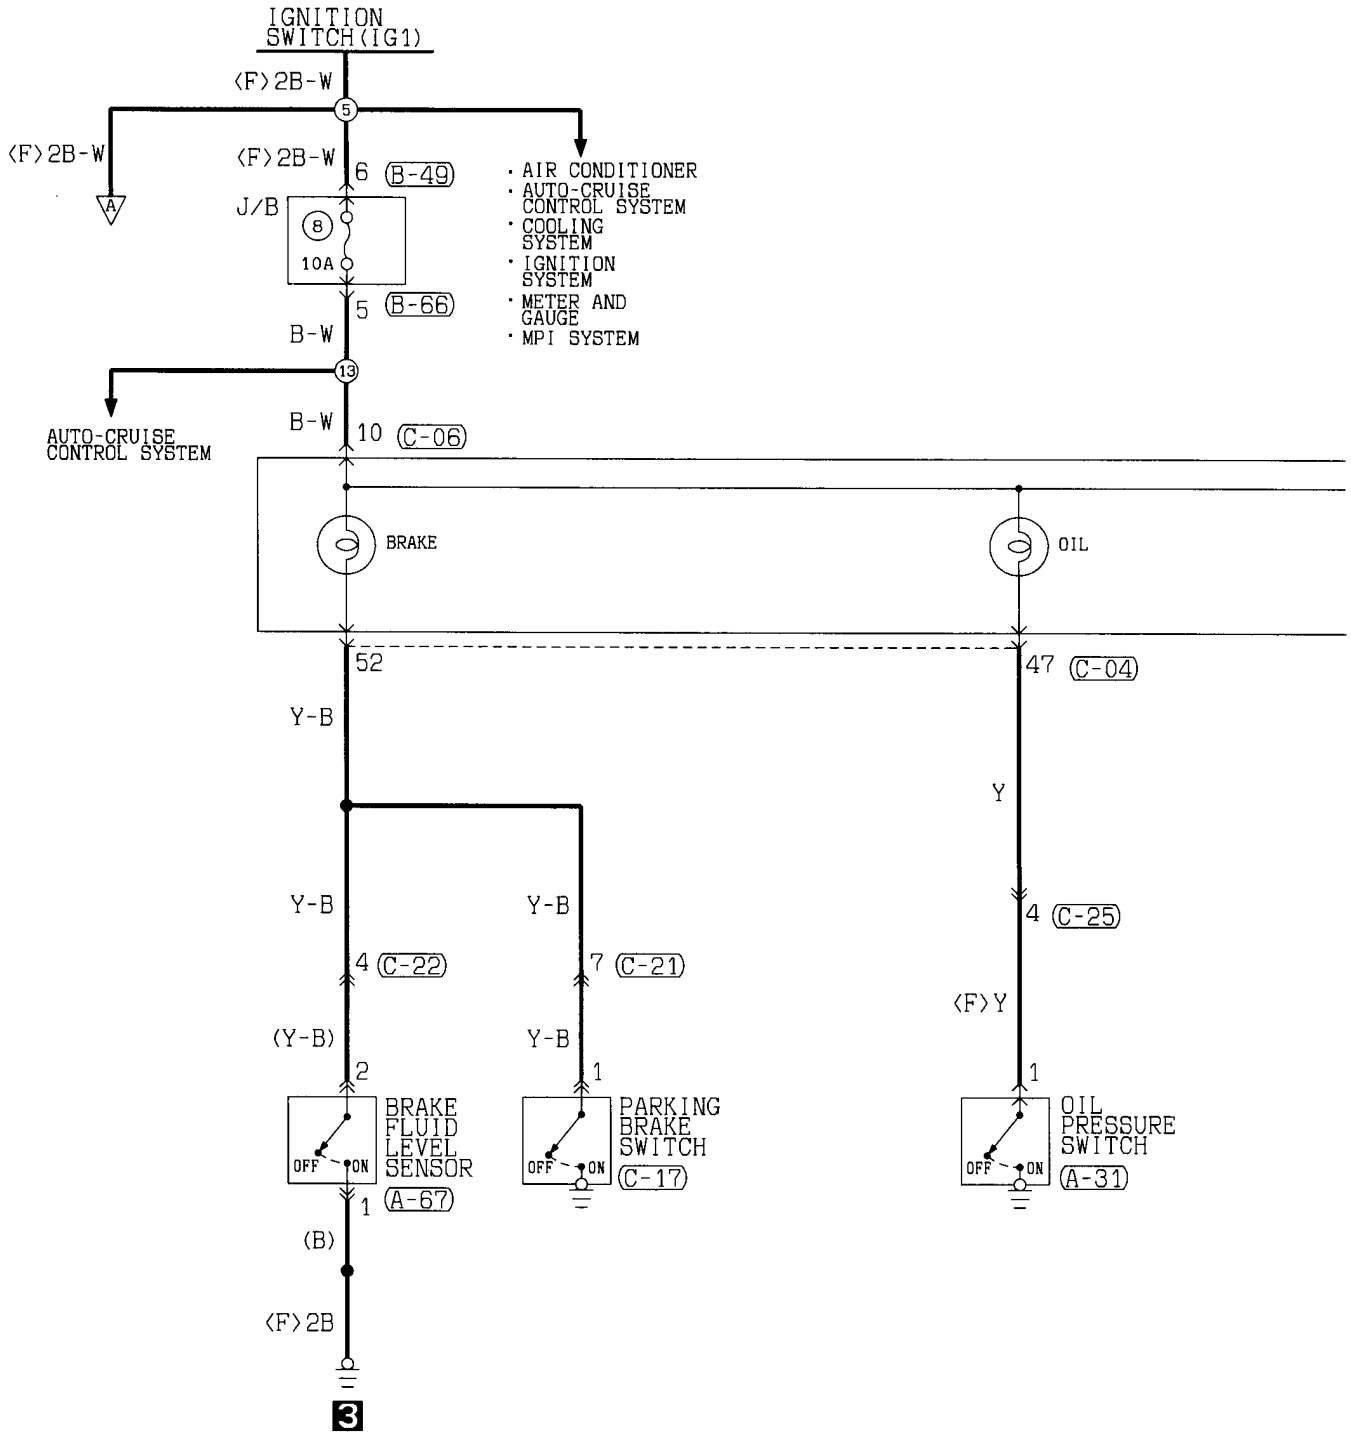 IGNITION
SWITCH(IG1)
<F>2B-W
5
<F>2B-W
<F>2B-W
6
B-49
A
J/B
8
10A
· AIR CONDITIONER
· AUTO-CRUISE
CONTROL SYSTEM
· COOLING
SYSTEM
· IGNITION
SYSTEM
· METER AND
GAUGE
· MPI SYSTEM
5
B-66
B-W
13
B-W
10
C-06
AUTO-CRUISE
CONTROL SYSTEM
BRAKE
OIL
52
47
C-04
Y-B
Y
Y-B
Y-B
4
C-25
4
C-22
7
C-21
<F>Y
(Y-B)
Y-B
2
1
1
BRAKE
FLUID
LEVEL
SENSOR
OFF
ON
A-67
PARKING
BRAKE
SWITCH
OFF
ON
C-17
OIL
PRESSURE
SWITCH
OFF
ON
A-31
1
(B)
<F>2B
3